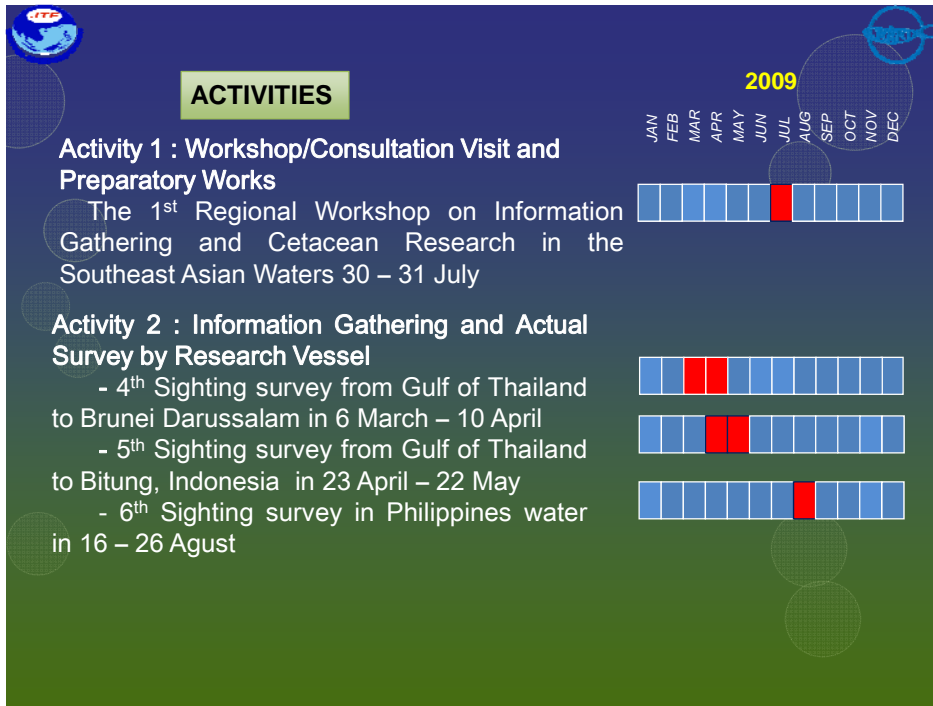 .ITF
ACTIVITIES
2009
JAN
FEB
MAR
APR
MAY
JUN
JUL
AUG
SEP
OCT
NOV
DEC
Activity 1 : Workshop/Consultation Visit and
Preparatory Works
The 1st Regional Workshop on Information
Gathering and Cetacean Research in the
Southeast Asian Waters 30 – 31 July
Activity 2 : Information Gathering and Actual
Survey by Research Vessel
- 4th Sighting survey from Gulf of Thailand
to Brunei Darussalam in 6 March – 10 April
- 5th Sighting survey from Gulf of Thailand
to Bitung, Indonesia in 23 April – 22 May
- 6th Sighting survey in Philippines water
in 16 – 26 Agust